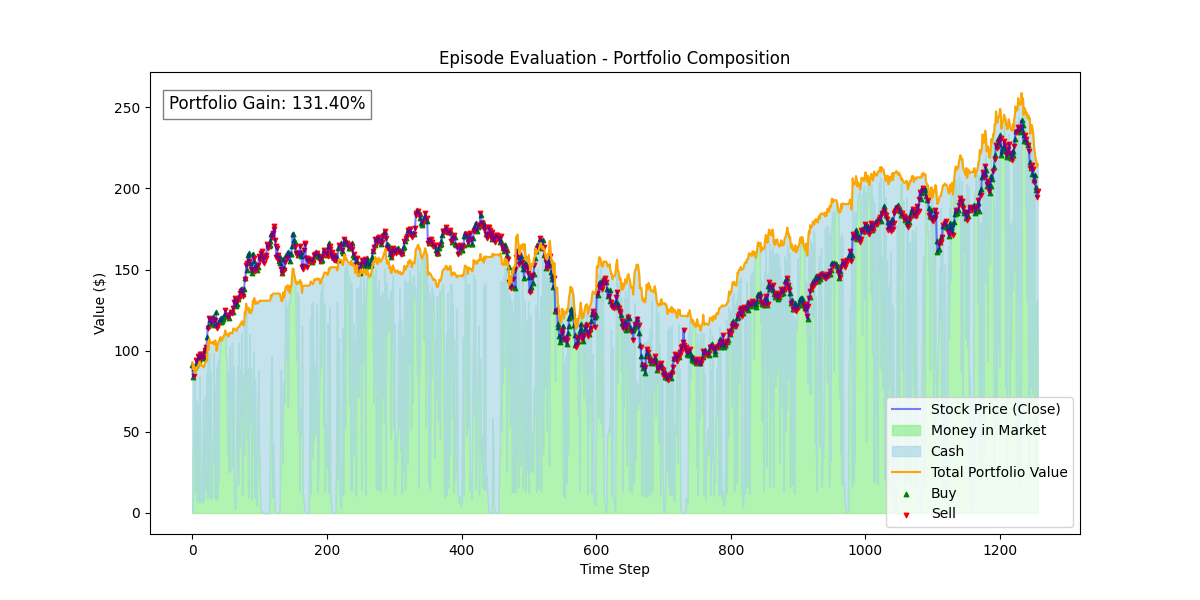 Episode Evaluation - Portfolio Composition
Portfolio Gain: 131.40%
Value ($)
250
200
150
100
50
0
0 200 400 600 800 1000 1200
Time Step
Stock Price (Close)
Money in Market
Cash
Total Portfolio Value
Buy
Sell